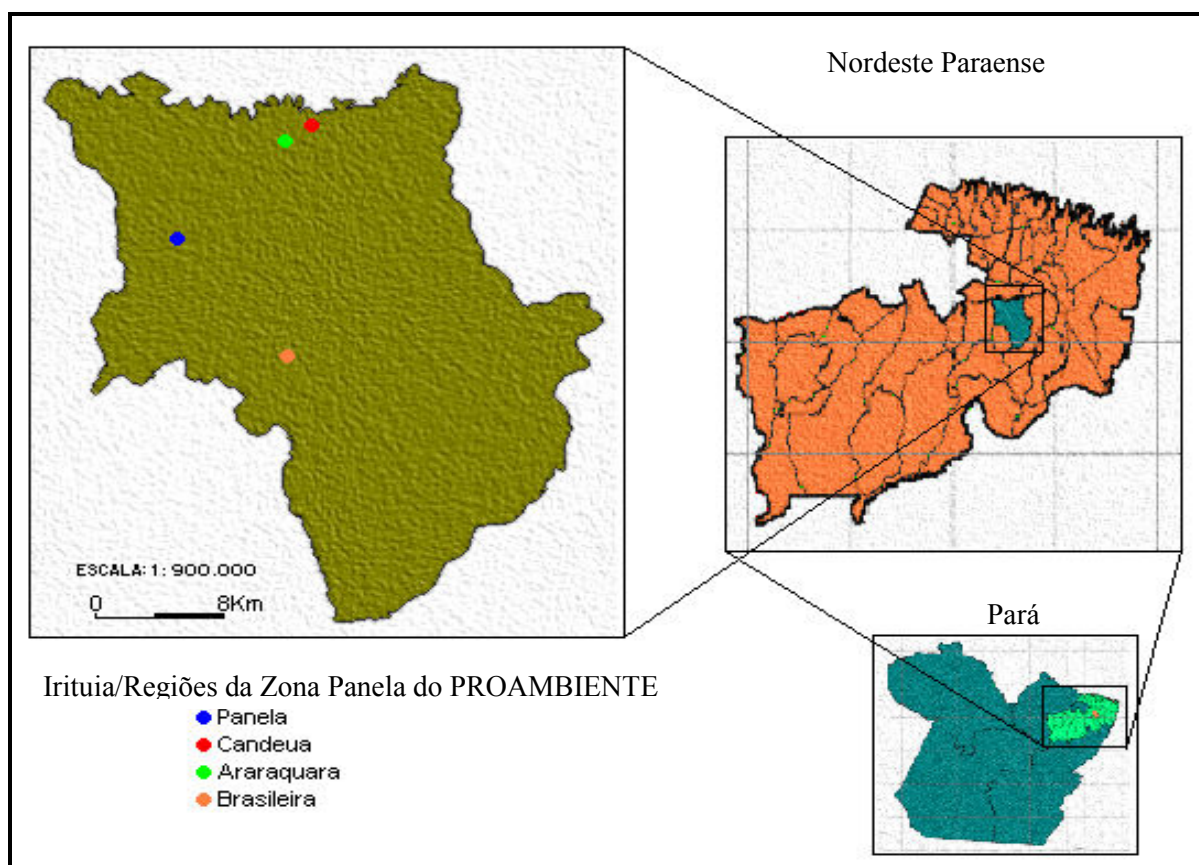 Nordeste Paraense
ESCALA: 1: 900.000
0 8Km
Pará
Irituia/Regiões da Zona Panela do PROAMBIENTE
Panela
Candeua
Araraquara
Brasileira